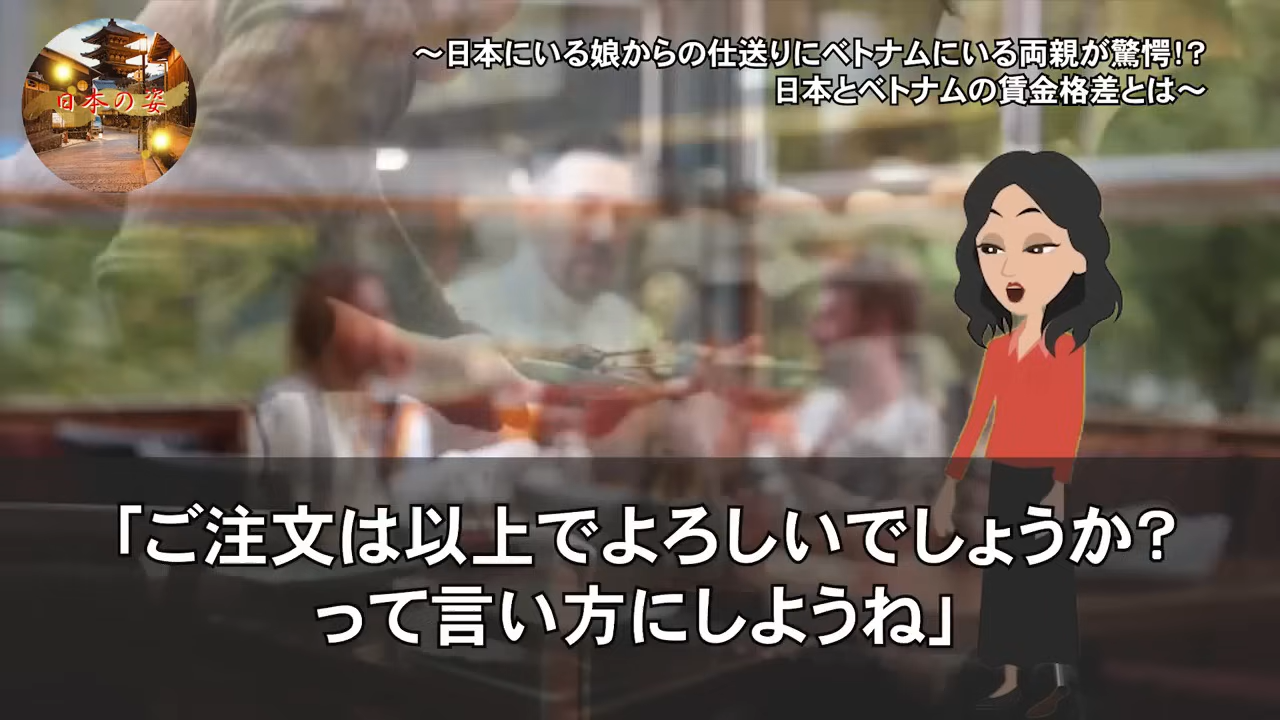 日本の姿
～日本にいる娘からの仕送りにベトナムにいる両親が驚愕！？
日本とベトナムの賃金格差とは～
「ご注文は以上でよろしいでしょうか？
って言い方にしようね」